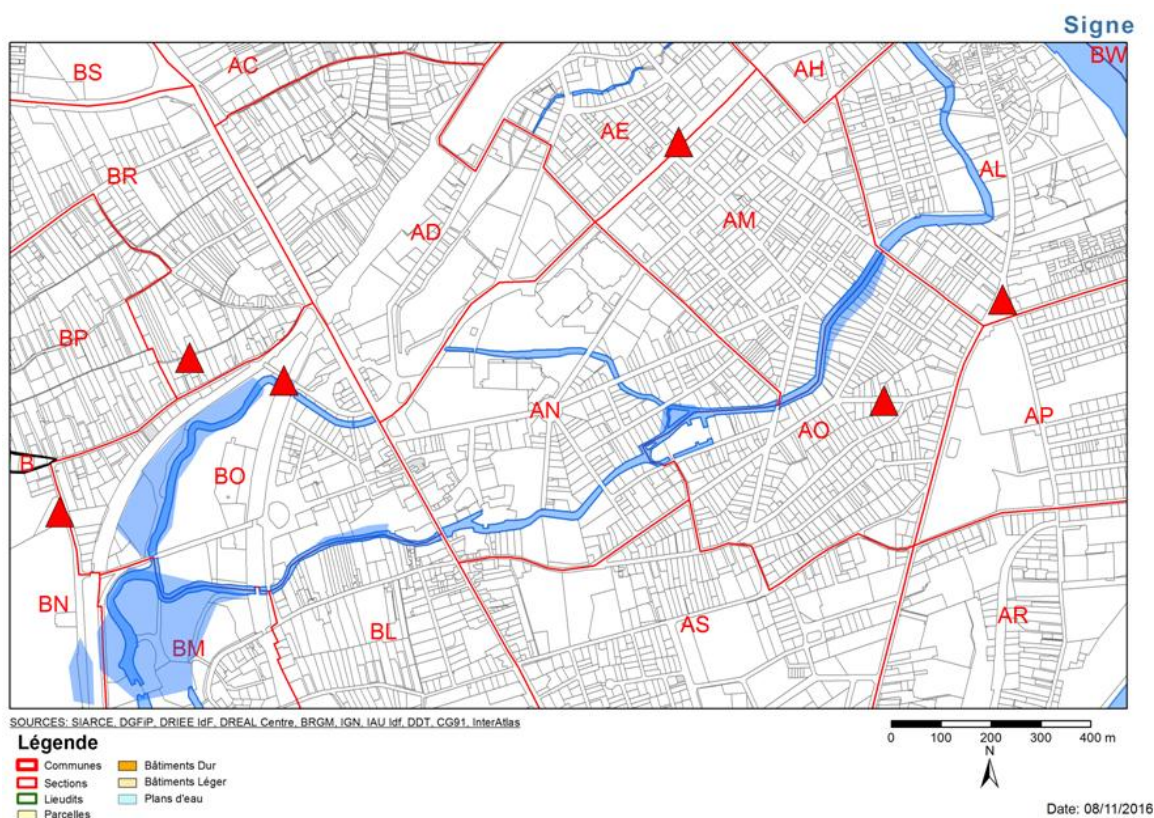 Signe
BS
AC
AH
BW
AE
BR
AL
AD
AM
BP
AN
AO
AP
B
BO
BN
BM
BL
AS
AR
SOURCES: SIARCE, DGFiP, DRIEE IdF, DREAL Centre, BRGM, IGN, IAU Idf, DDT, CG91, InterAtlas
Légende
Communes
Sections
Lieudits
Parcelles
Bâtiments Dur
Bâtiments Léger
Plans d'eau
0 100 200 300 400 m
N
Date: 08/11/2016